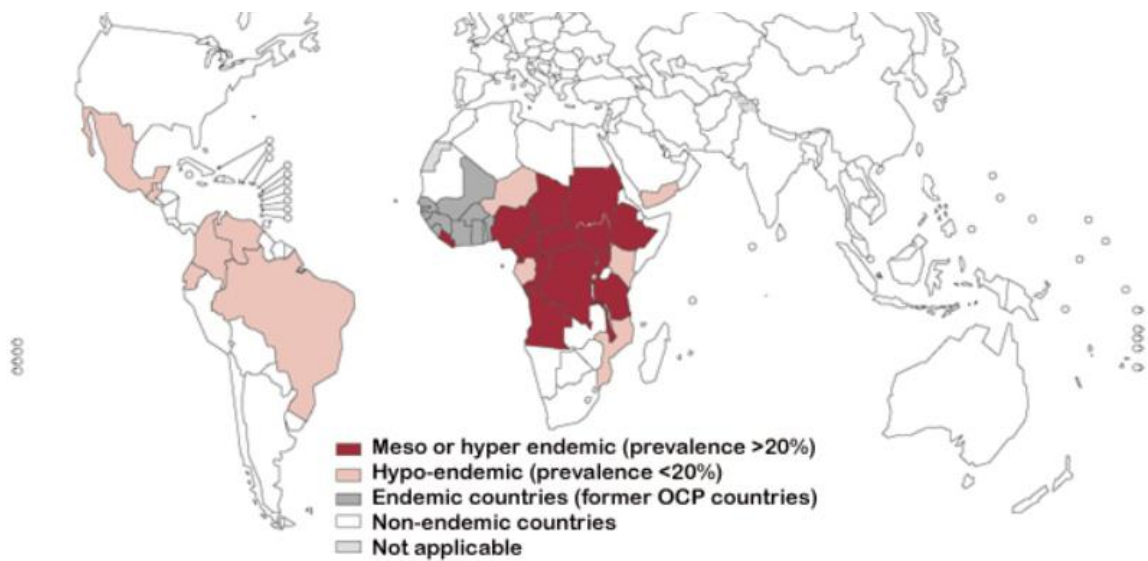 Meso or hyper endemic (prevalence >20%)
Hypo-endemic (prevalence <20%)
Endemic countries (former OCP countries)
Non-endemic countries
Not applicable